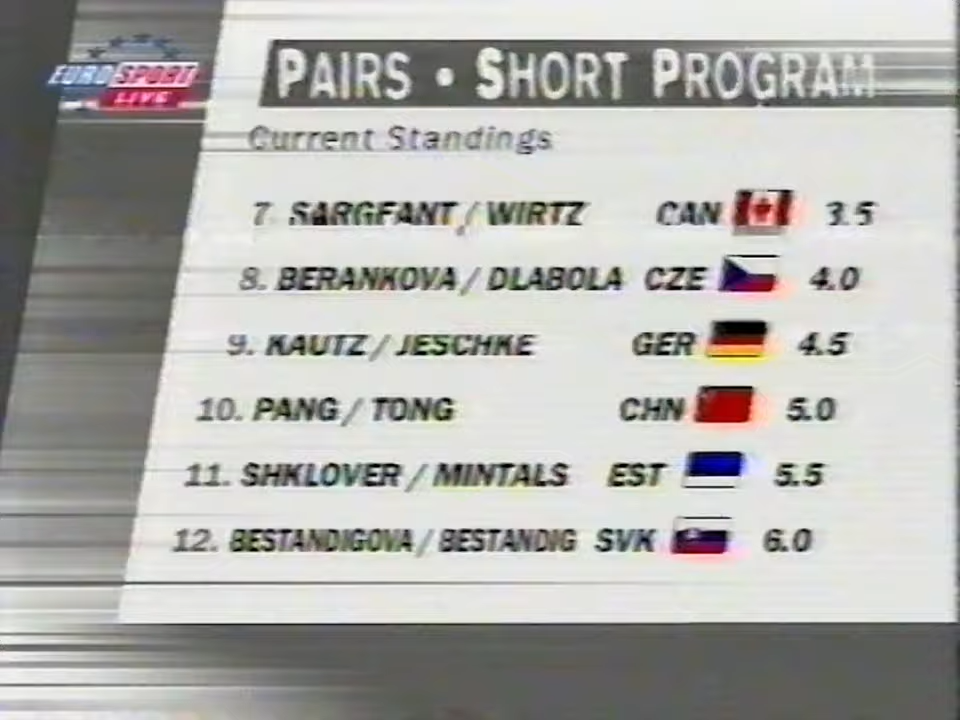 EUROSPORT
LIVE
PAIRS • SHORT PROGRAM
Current Standings
7. SARGEANT / WIRTZ CAN 3.5
8. BERANKOVA / DLABOLA CZE 4.0
9. KAUTZ / JESCHKE GER 4.5
10. PANG / TONG CHN 5.0
11. SHKLOVER / MINTALS EST 5.5
12. BESTANDIGOVA / BESTANDIG SVK 6.0